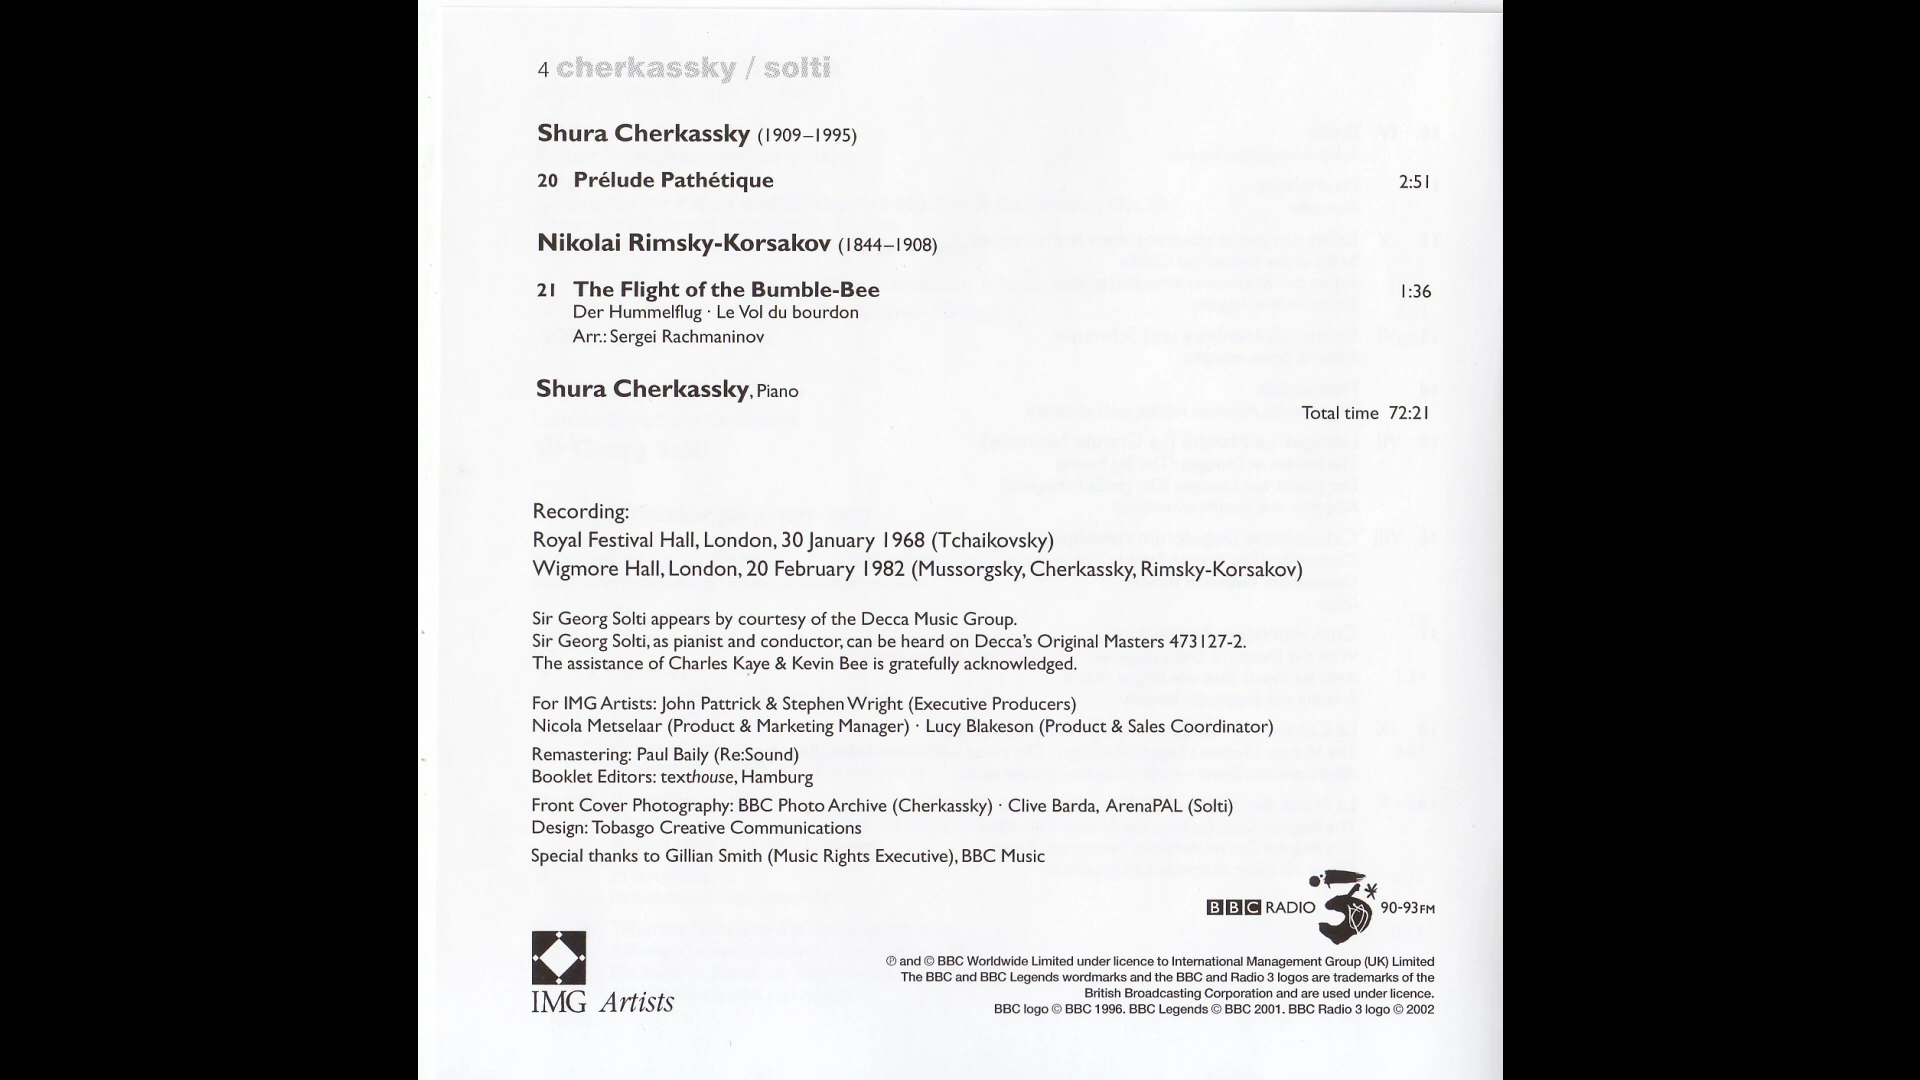 4 cherkassky / solti
Shura Cherkassky (1909–1995)
20 Prélude Pathétique 2:51
Nikolai Rimsky-Korsakov (1844–1908)
21 The Flight of the Bumble-Bee 1:36
Der Hummelflug · Le Vol du bourdon
Arr.: Sergei Rachmaninov
Shura Cherkassky, Piano
Total time 72:21
Recording:
Royal Festival Hall, London, 30 January 1968 (Tchaikovsky)
Wigmore Hall, London, 20 February 1982 (Mussorgsky, Cherkassky, Rimsky-Korsakov)
Sir Georg Solti appears by courtesy of the Decca Music Group.
Sir Georg Solti, as pianist and conductor, can be heard on Decca's Original Masters 473127-2.
The assistance of Charles Kaye & Kevin Bee is gratefully acknowledged.
For IMG Artists: John Pattrick & Stephen Wright (Executive Producers)
Nicola Metselaar (Product & Marketing Manager) · Lucy Blakeson (Product & Sales Coordinator)
Remastering: Paul Baily (Re:Sound)
Booklet Editors: texthouse, Hamburg
Front Cover Photography: BBC Photo Archive (Cherkassky) · Clive Barda, ArenaPAL (Solti)
Design: Tobasgo Creative Communications
Special thanks to Gillian Smith (Music Rights Executive), BBC Music
BBC RADIO 3 90-93 FM
IMG Artists
℗ and © BBC Worldwide Limited under licence to International Management Group (UK) Limited
The BBC and BBC Legends wordmarks and the BBC and Radio 3 logos are trademarks of the
British Broadcasting Corporation and are used under licence.
BBC logo © BBC 1996. BBC Legends © BBC 2001. BBC Radio 3 logo © 2002